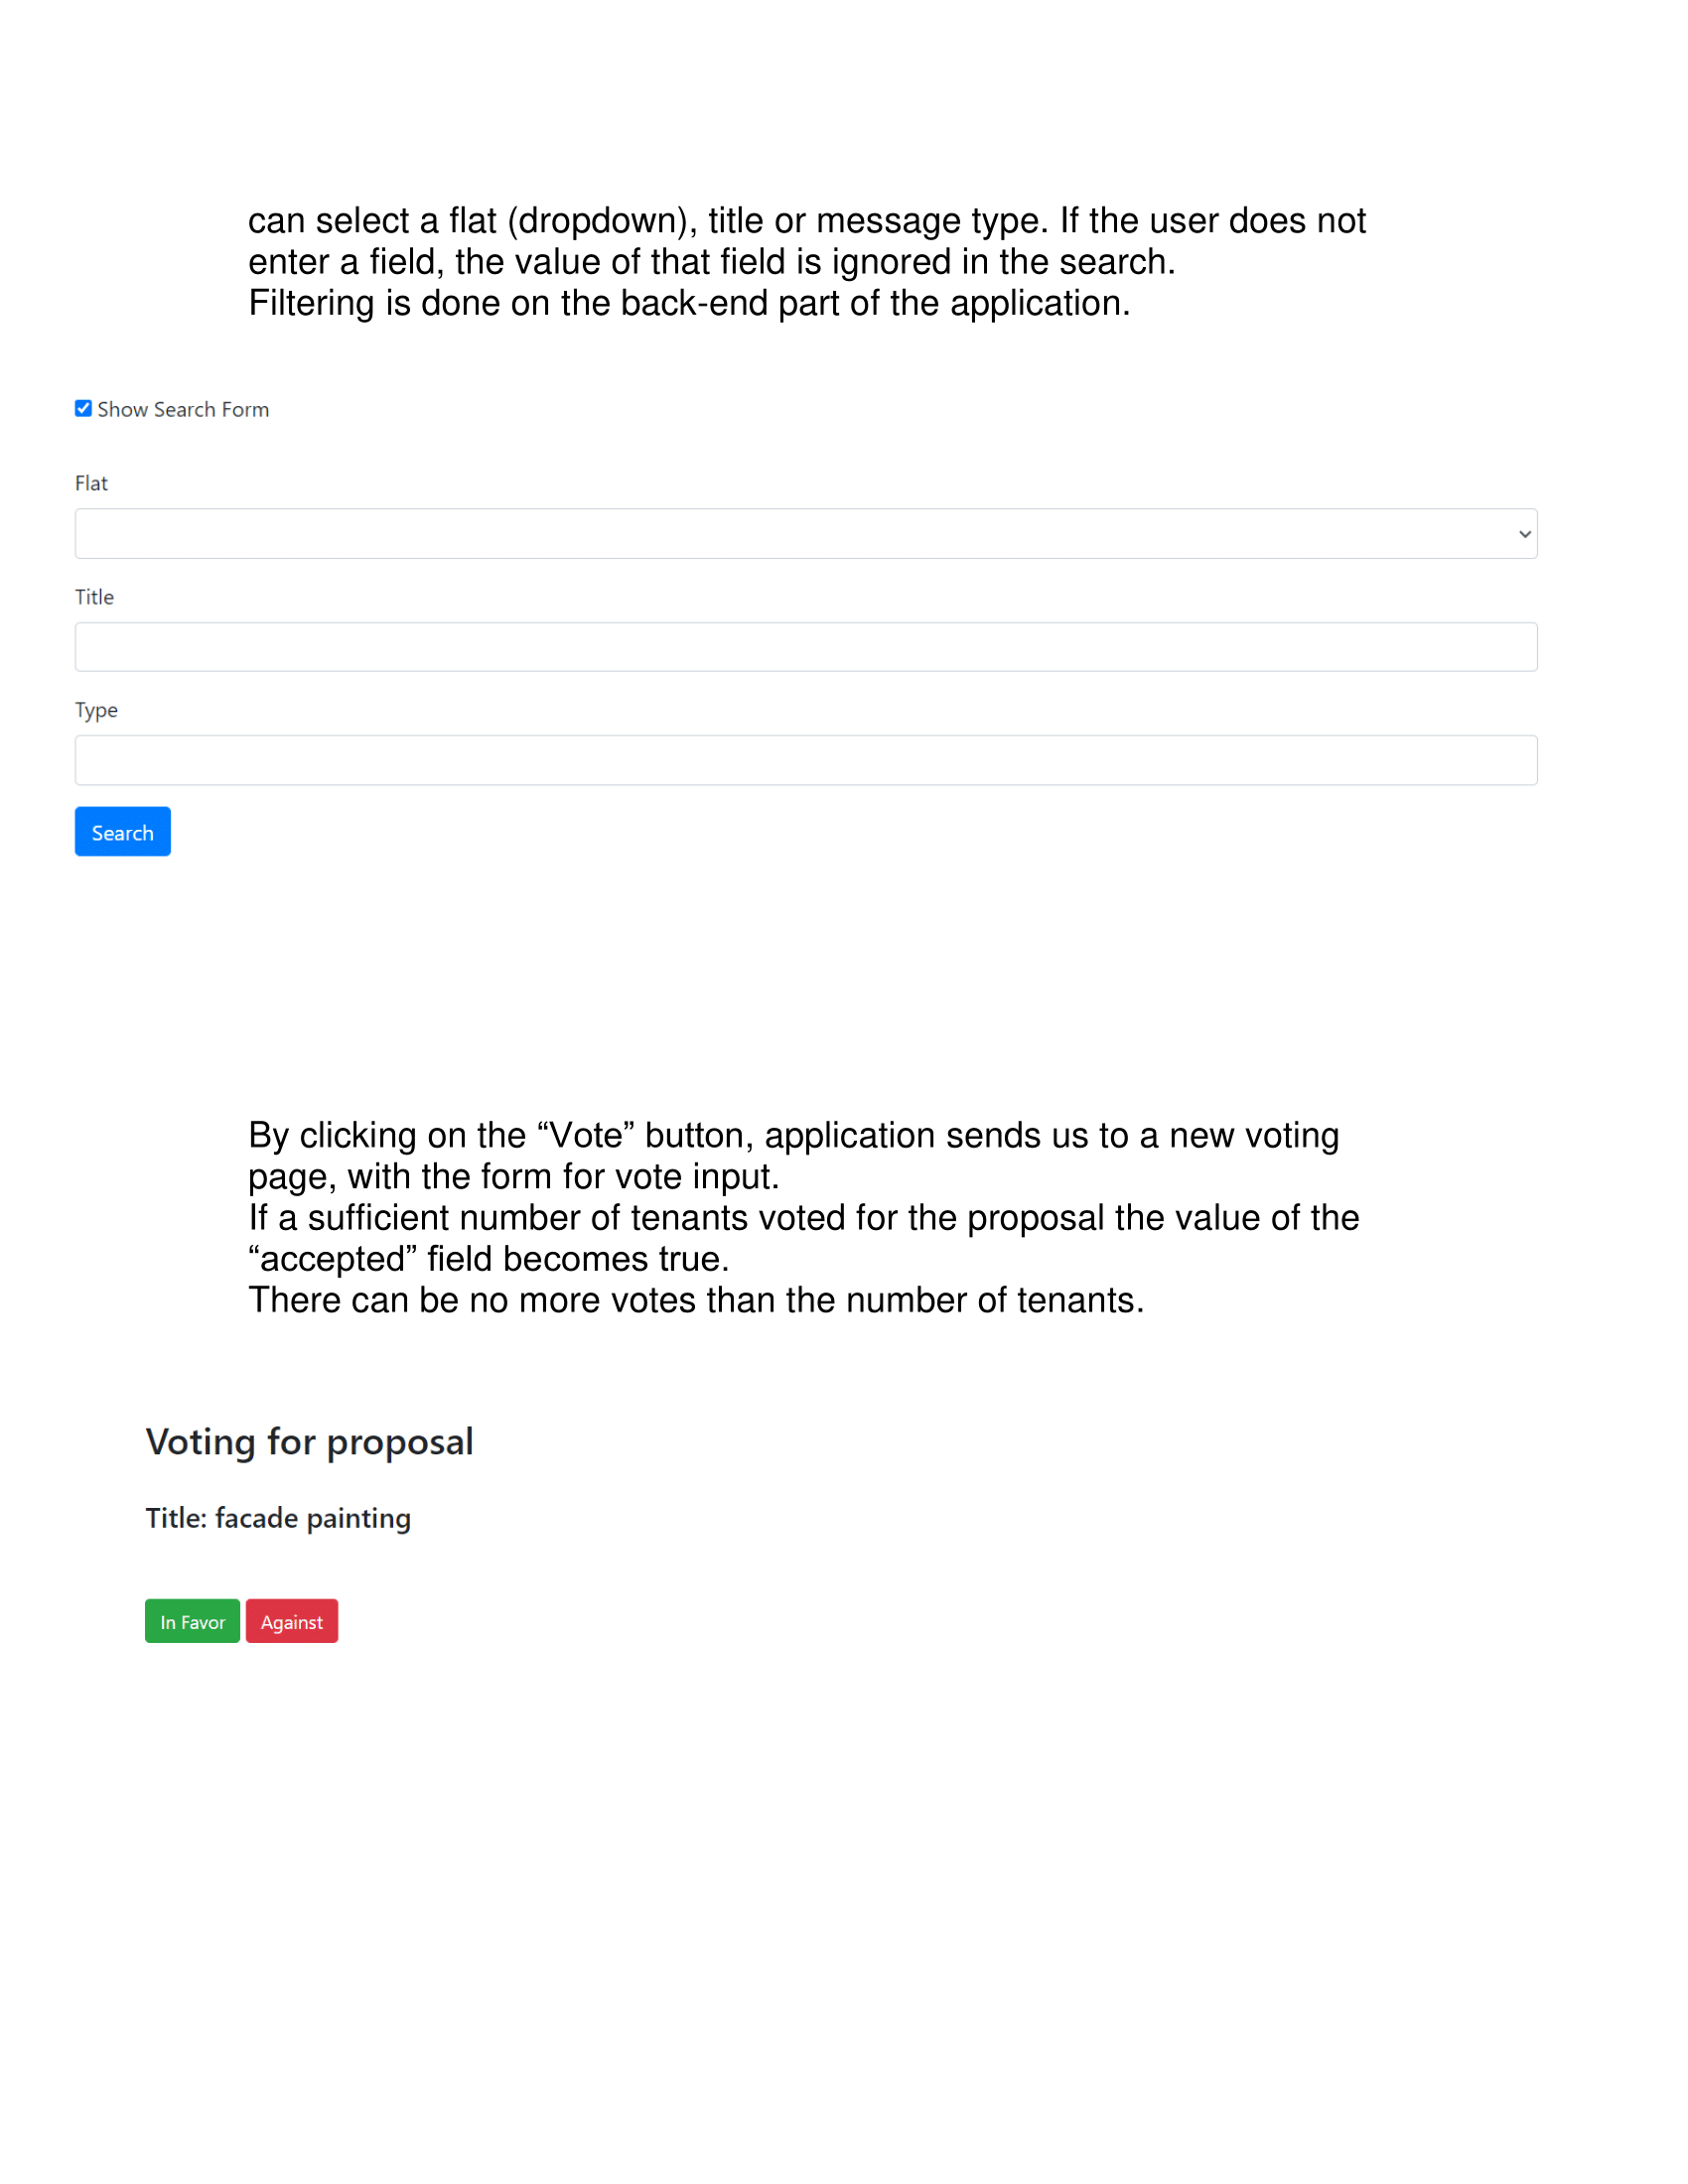 can select a flat (dropdown), title or message type. If the user does not
enter a field, the value of that field is ignored in the search.
Filtering is done on the back-end part of the application.
Show Search Form
Flat
Title
Type
Search
By clicking on the “Vote” button, application sends us to a new voting
page, with the form for vote input.
If a sufficient number of tenants voted for the proposal the value of the
“accepted” field becomes true.
There can be no more votes than the number of tenants.
Voting for proposal
Title: facade painting
In Favor Against